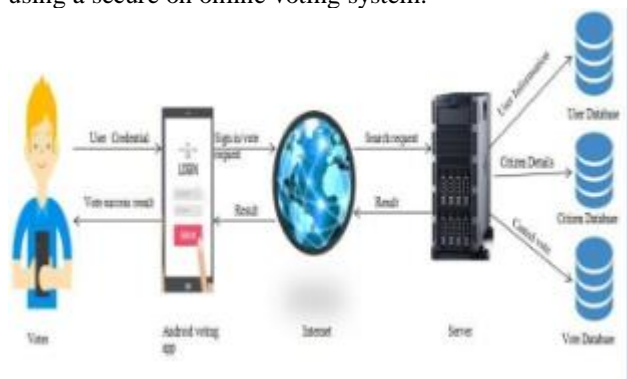 using a secure on online voting system.
User Credential
Sign in/vote
request
Search request
User Information
User Database
LOGIN
Citizen Details
Vote success result
Result
Result
Citizen Database
Casted vote
Voter
Android voting
app
Internet
Server
Vote Database